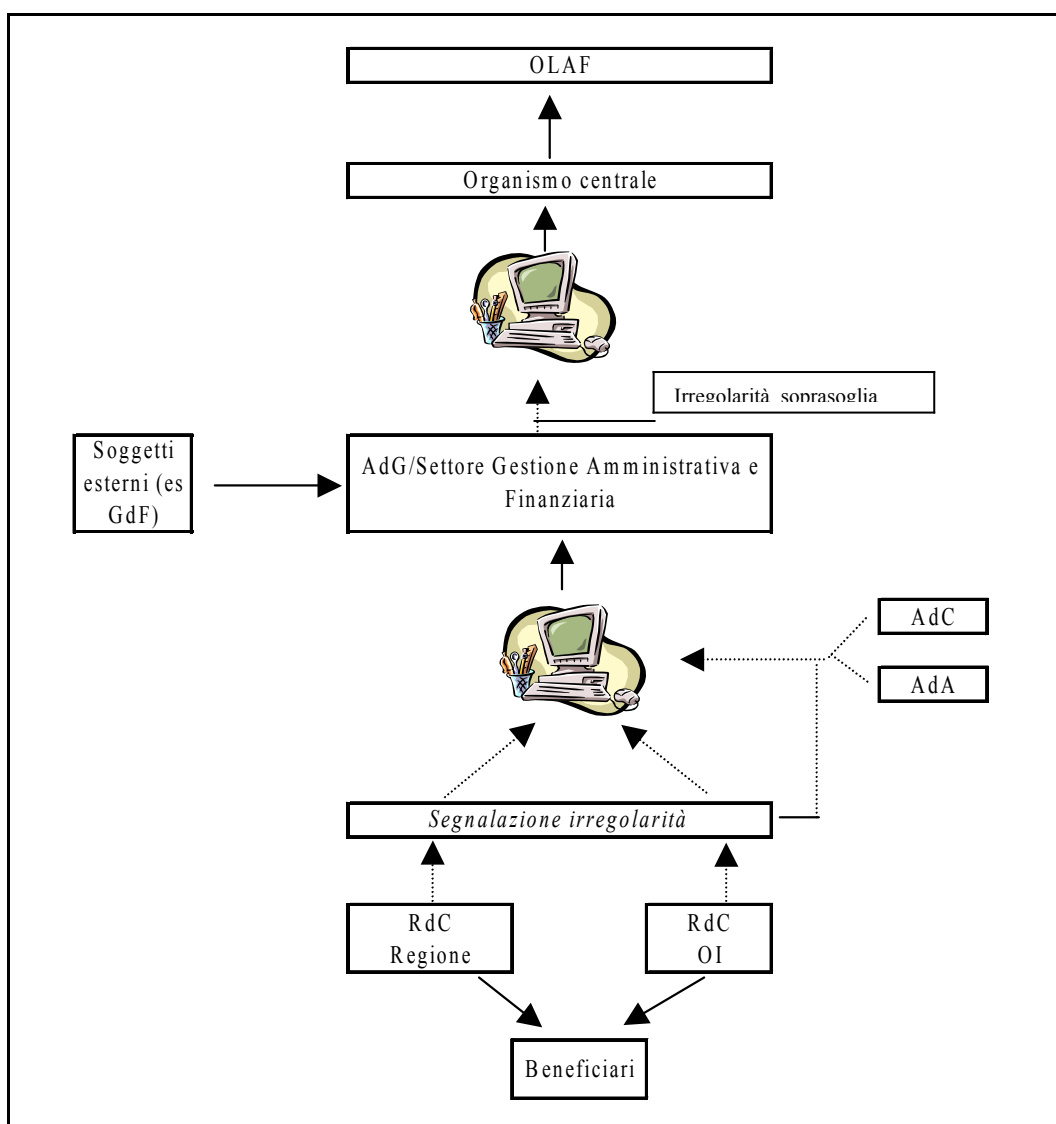 OLAF
Organismo centrale
Irregolarità soprasoglia
Soggetti
esterni (es
GdF)
AdG/Settore Gestione Amministrativa e
Finanziaria
AdC
AdA
Segnalazione irregolarità
RdC
Regione
RdC
OI
Beneficiari